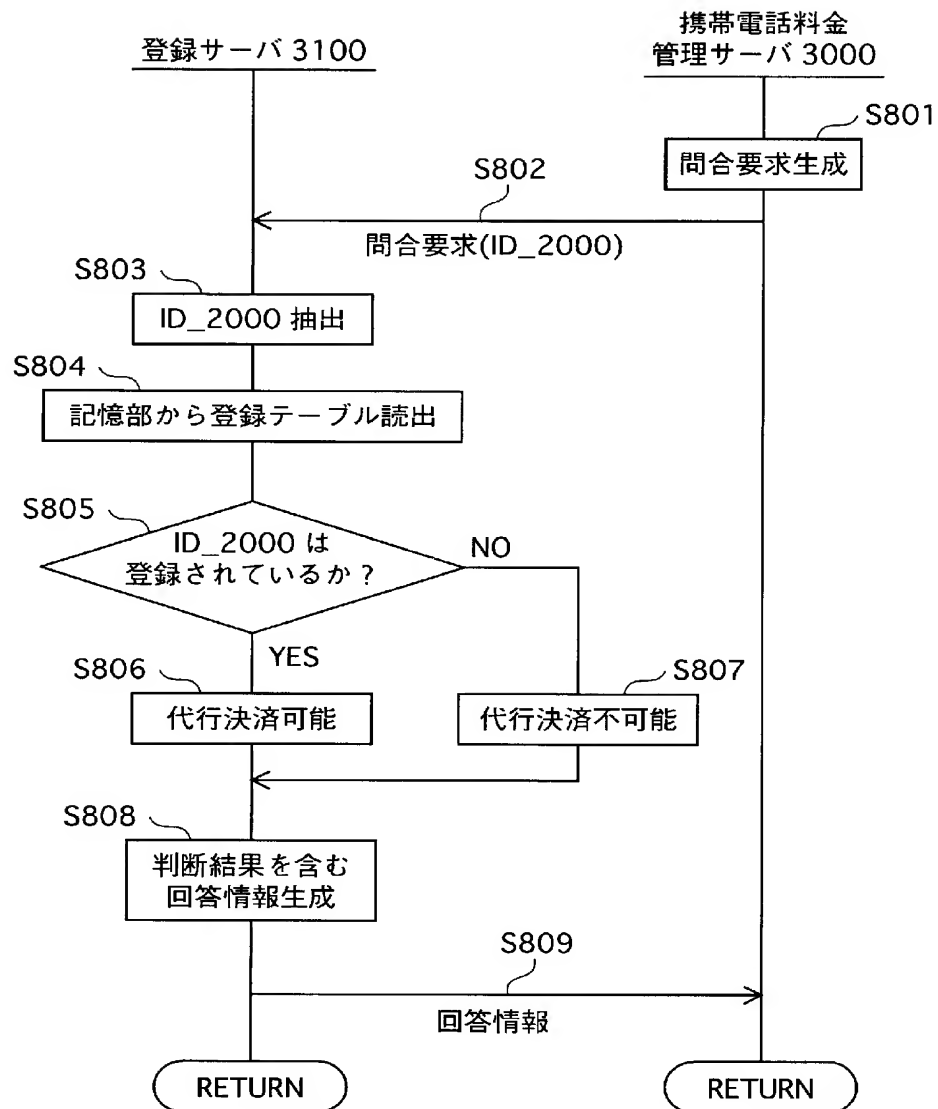 登録サーバ 3100
携帯電話料金
管理サーバ 3000
S801
問合要求生成
S802
問合要求(ID_2000)
S803
ID_2000 抽出
S804
記憶部から登録テーブル読出
S805
ID_2000 は
登録されているか？
NO
YES
S806
代行決済可能
S807
代行決済不可能
S808
判断結果を含む
回答情報生成
S809
回答情報
RETURN
RETURN